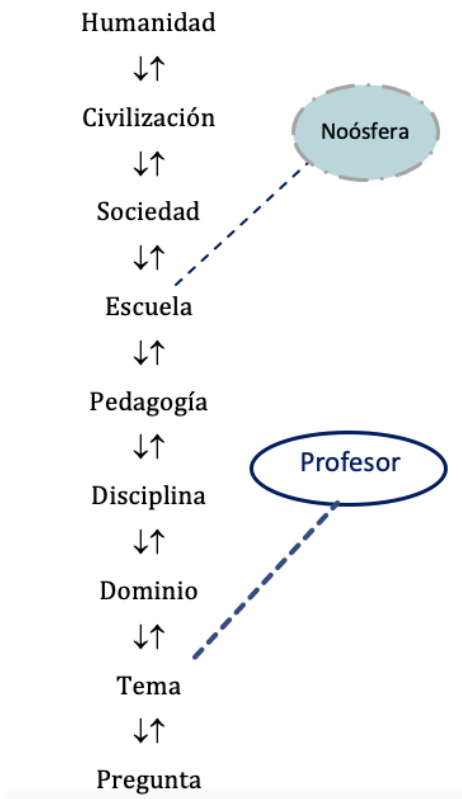 Humanidad
↓↑
Civilización
Noósfera
↓↑
Sociedad
↓↑
Escuela
↓↑
Pedagogía
↓↑
Profesor
Disciplina
↓↑
Dominio
↓↑
Tema
↓↑
Pregunta